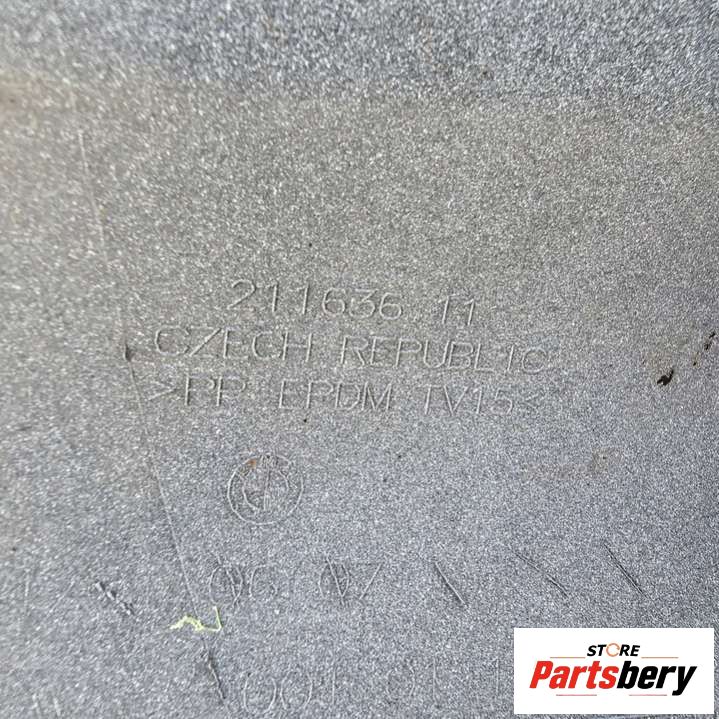 211636 11
CZECH REPUBLIC
>PP EPDM TV15<
STORE
Partsbery